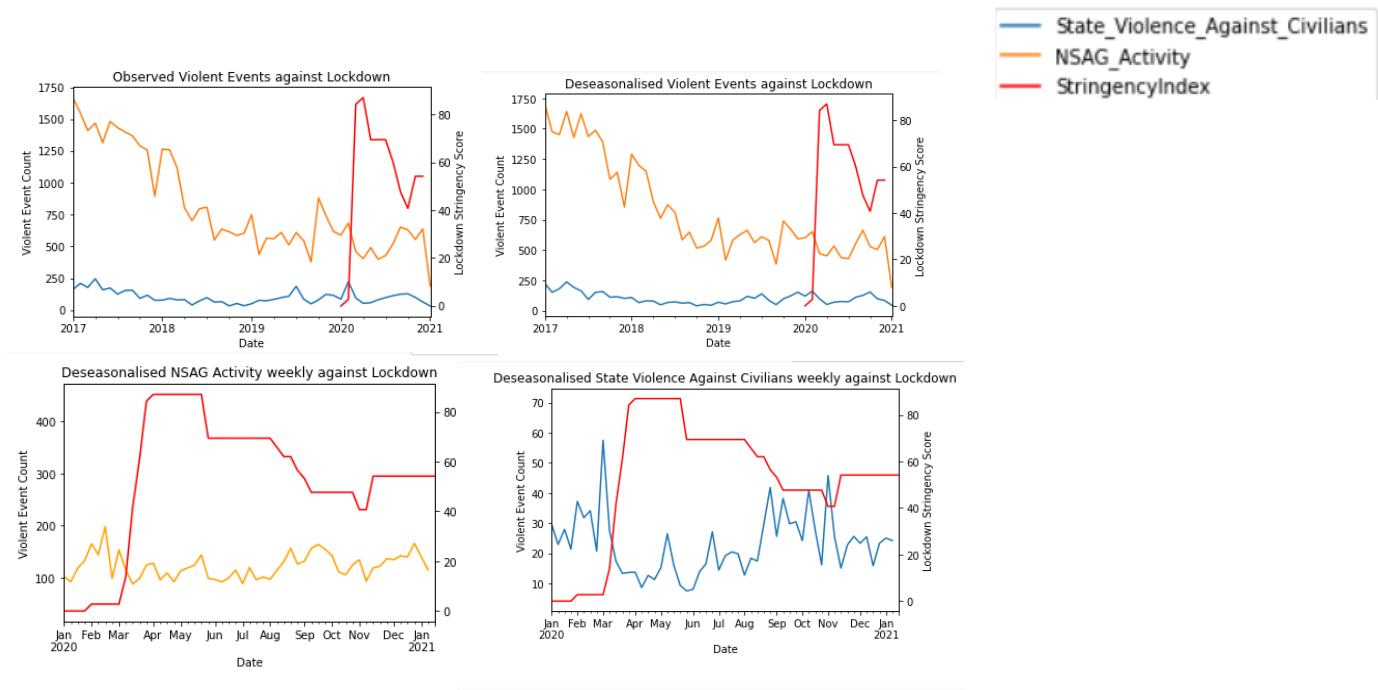 State_Violence_Against_Civilians
NSAG_Activity
StringencyIndex
Observed Violent Events against Lockdown
1750
1500
1250
1000
750
500
250
0
Violent Event Count
80
60
40
20
0
Lockdown Stringency Score
2017 2018 2019 2020 2021
Date
Deseasonalised Violent Events against Lockdown
1750
1500
1250
1000
750
500
250
0
Violent Event Count
80
60
40
20
0
Lockdown Stringency Score
2017 2018 2019 2020 2021
Date
Deseasonalised NSAG Activity weekly against Lockdown
400
300
200
100
Violent Event Count
80
60
40
20
0
Jan Feb Mar Apr May Jun Jul Aug Sep Oct Nov Dec Jan
2020 2021
Date
Deseasonalised State Violence Against Civilians weekly against Lockdown
70
60
50
40
30
20
10
Violent Event Count
80
60
40
20
0
Lockdown Stringency Score
Jan Feb Mar Apr May Jun Jul Aug Sep Oct Nov Dec Jan
2020 2021
Date